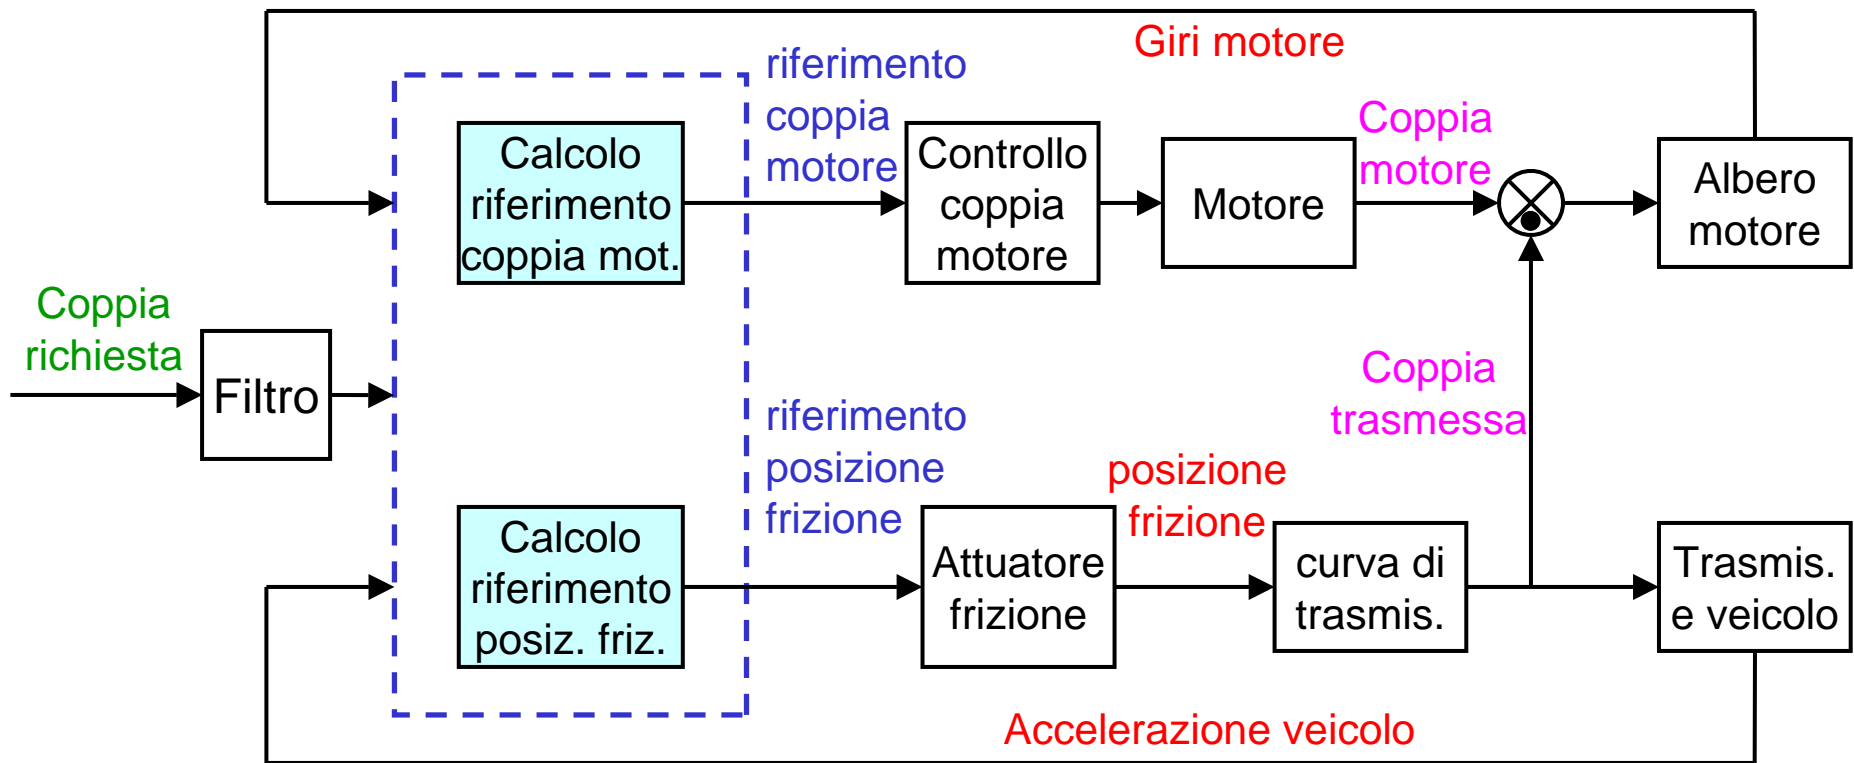 Giri motore
riferimento
coppia
motore
Calcolo
riferimento
coppia mot.
Controllo
coppia
motore
Motore
Coppia
motore
Albero
motore
Coppia
richiesta
Filtro
Coppia
trasmessa
riferimento
posizione
frizione
posizione
frizione
Calcolo
riferimento
posiz. friz.
Attuatore
frizione
curva di
trasmis.
Trasmis.
e veicolo
Accelerazione veicolo